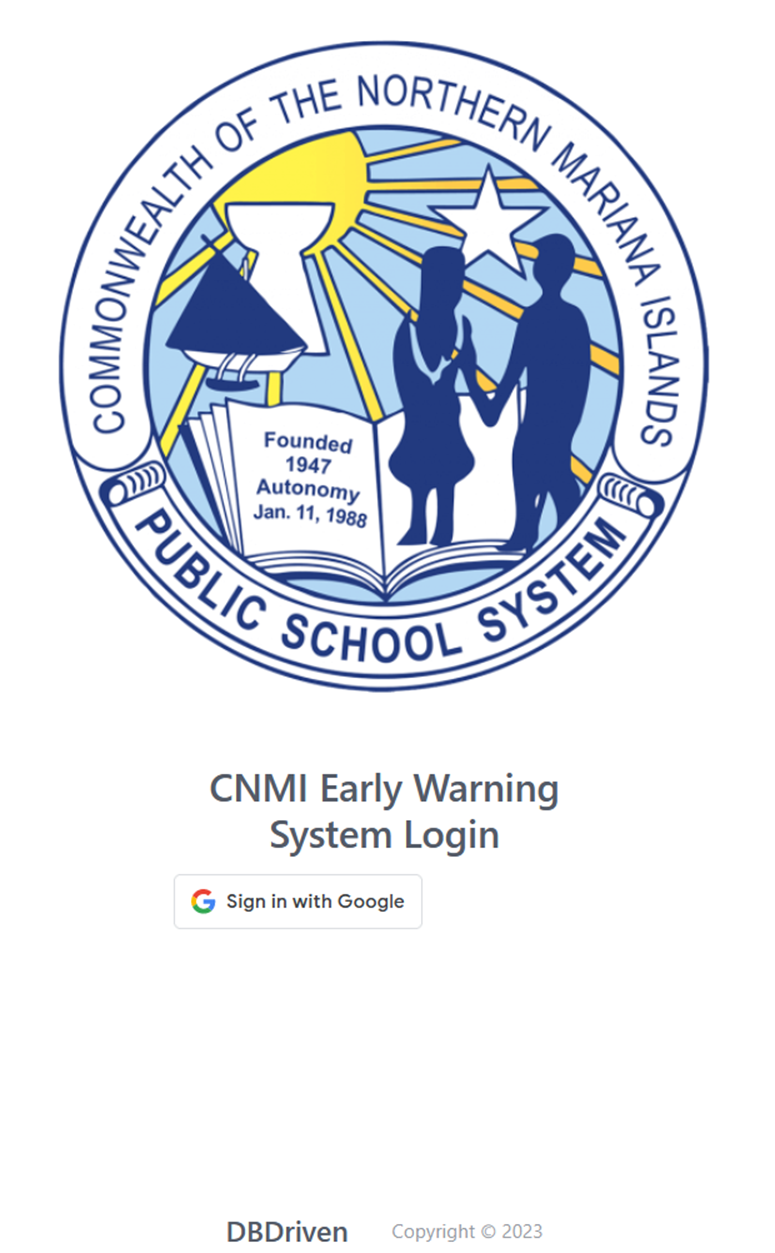 COMMONWEALTH OF THE NORTHERN MARIANA ISLANDS
Founded
1947
Autonomy
Jan. 11, 1988
PUBLIC SCHOOL SYSTEM
CNMI Early Warning
System Login
Sign in with Google
DBDriven Copyright © 2023